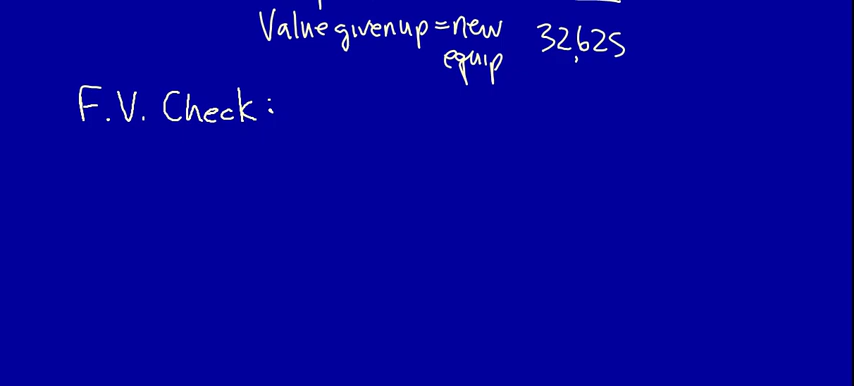 Value given up = new 32,625
equip
F.V. Check: